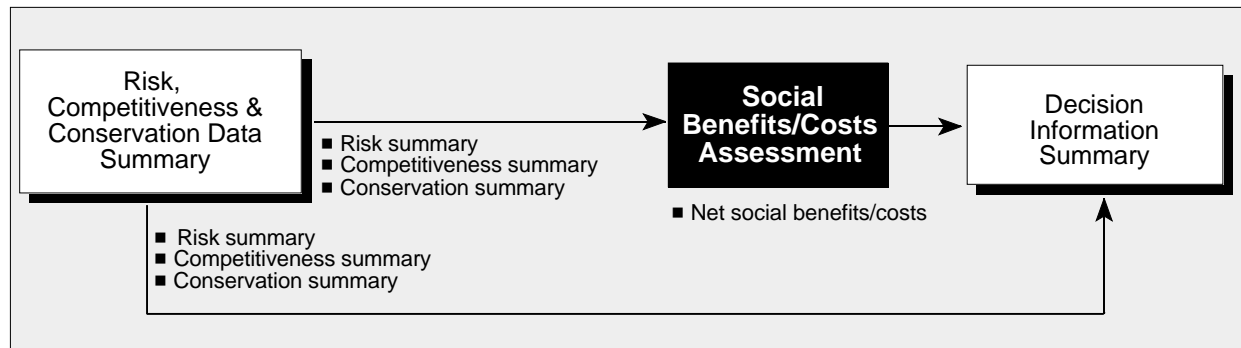 Risk,
Competitiveness &
Conservation Data
Summary
■ Risk summary
■ Competitiveness summary
■ Conservation summary
Social
Benefits/Costs
Assessment
■ Net social benefits/costs
Decision
Information
Summary
■ Risk summary
■ Competitiveness summary
■ Conservation summary